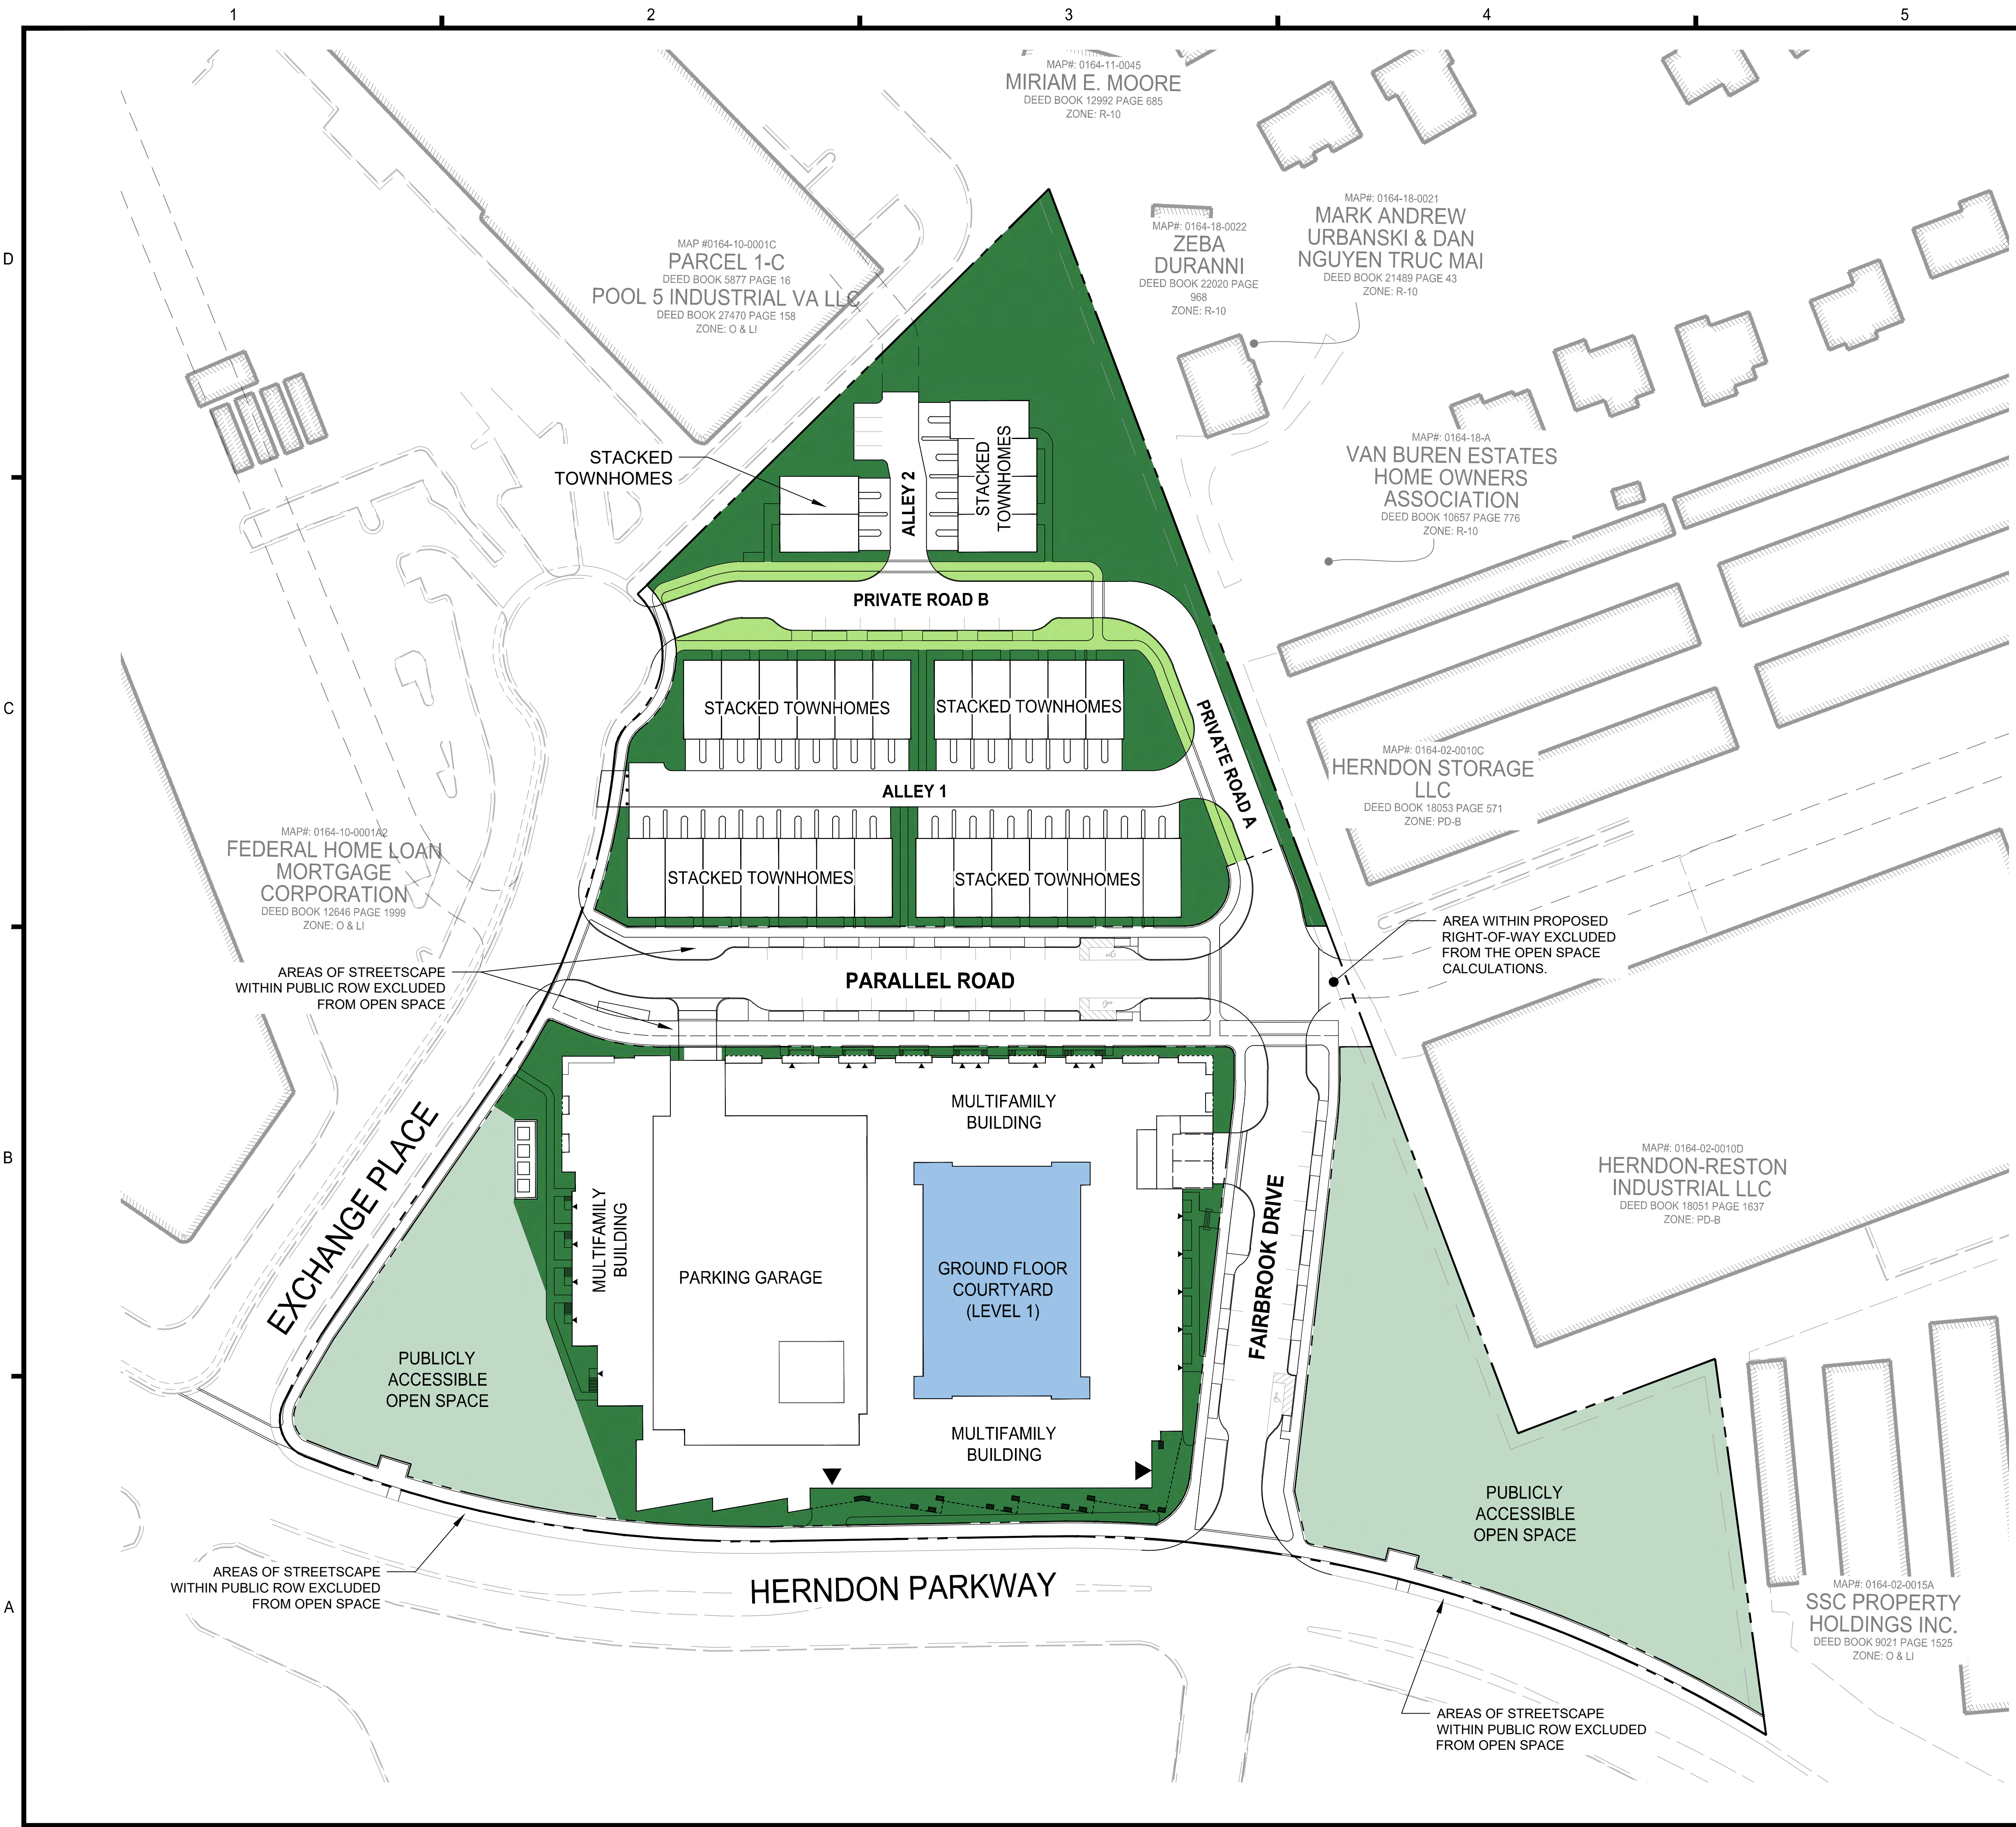 1
2
3
4
5
D
C
B
A
MAP#: 0164-11-0045
MIRIAM E. MOORE
DEED BOOK 12992 PAGE 685
ZONE: R-10
MAP #0164-10-0001C
PARCEL 1-C
DEED BOOK 5877 PAGE 16
POOL 5 INDUSTRIAL VA LLC
DEED BOOK 27470 PAGE 158
ZONE: O & LI
MAP#: 0164-18-0022
ZEBA
DURANNI
DEED BOOK 22020 PAGE
968
ZONE: R-10
MAP#: 0164-18-0021
MARK ANDREW
URBANSKI & DAN
NGUYEN TRUC MAI
DEED BOOK 21489 PAGE 43
ZONE: R-10
MAP#: 0164-18-A
VAN BUREN ESTATES
HOME OWNERS
ASSOCIATION
DEED BOOK 10657 PAGE 776
ZONE: R-10
STACKED
TOWNHOMES
ALLEY 2
STACKED
TOWNHOMES
PRIVATE ROAD B
STACKED TOWNHOMES
STACKED TOWNHOMES
PRIVATE ROAD A
ALLEY 1
STACKED TOWNHOMES
STACKED TOWNHOMES
MAP#: 0164-02-0010C
HERNDON STORAGE
LLC
DEED BOOK 18053 PAGE 571
ZONE: PD-B
MAP#: 0164-10-0001A2
FEDERAL HOME LOAN
MORTGAGE
CORPORATION
DEED BOOK 12646 PAGE 1999
ZONE: O & LI
AREAS OF STREETSCAPE
WITHIN PUBLIC ROW EXCLUDED
FROM OPEN SPACE
PARALLEL ROAD
AREA WITHIN PROPOSED
RIGHT-OF-WAY EXCLUDED
FROM THE OPEN SPACE
CALCULATIONS.
EXCHANGE PLACE
MULTIFAMILY
BUILDING
MULTIFAMILY
BUILDING
PARKING GARAGE
GROUND FLOOR
COURTYARD
(LEVEL 1)
FAIRBROOK DRIVE
MAP#: 0164-02-0010D
HERNDON-RESTON
INDUSTRIAL LLC
DEED BOOK 18051 PAGE 1637
ZONE: PD-B
PUBLICLY
ACCESSIBLE
OPEN SPACE
MULTIFAMILY
BUILDING
PUBLICLY
ACCESSIBLE
OPEN SPACE
AREAS OF STREETSCAPE
WITHIN PUBLIC ROW EXCLUDED
FROM OPEN SPACE
HERNDON PARKWAY
MAP#: 0164-02-0015A
SSC PROPERTY
HOLDINGS INC.
DEED BOOK 9021 PAGE 1525
ZONE: O & LI
AREAS OF STREETSCAPE
WITHIN PUBLIC ROW EXCLUDED
FROM OPEN SPACE